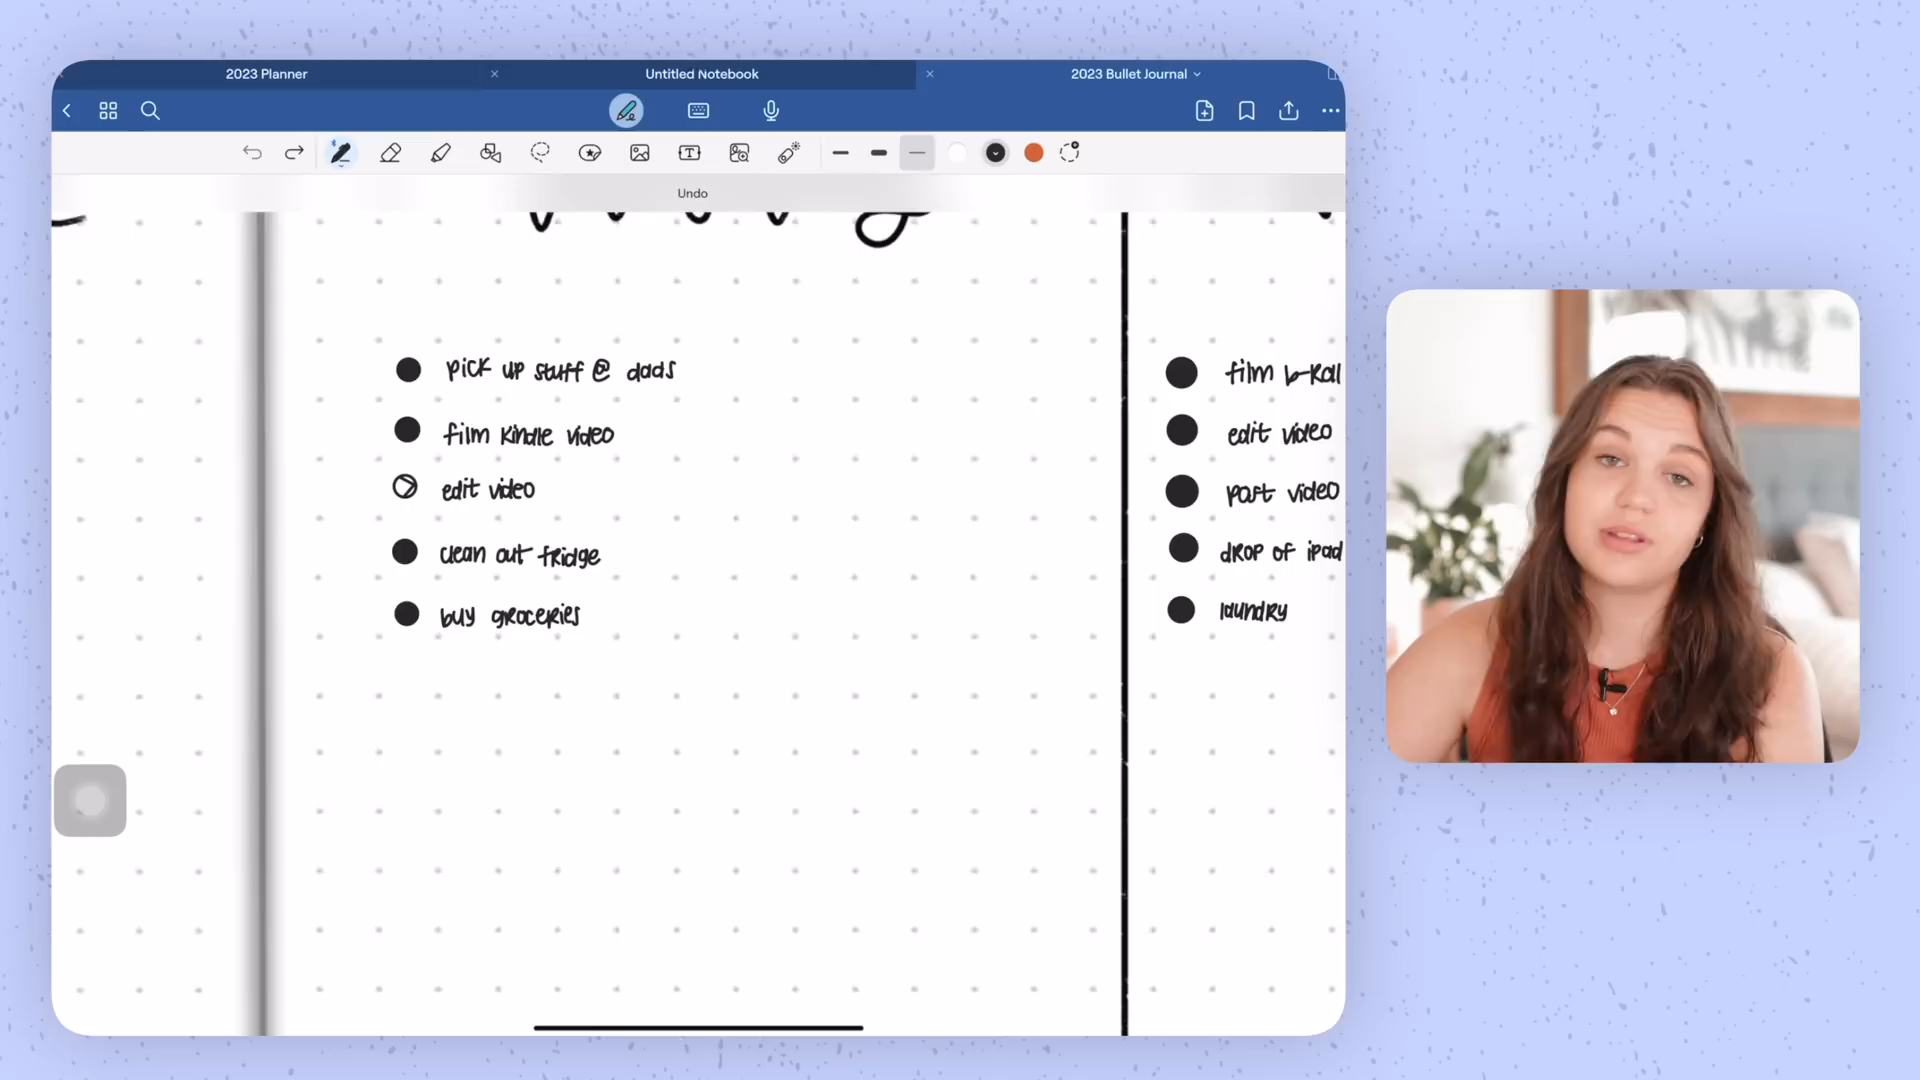 2023 Planner
Untitled Notebook
2023 Bullet Journal
Undo
pick up stuff @ dads
film kindle video
edit video
clean out fridge
buy groceries
film b-roll
edit video
post video
drop of ipad
laundry